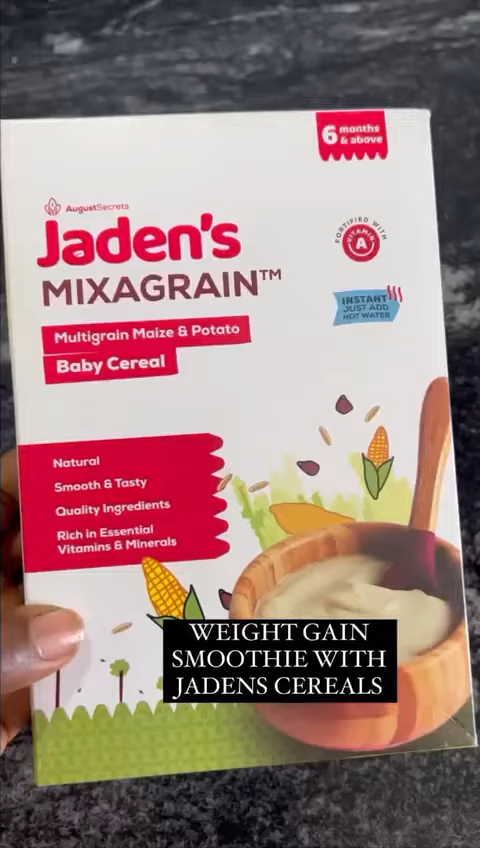 6 months
& above
AugustSecrets
Jaden's
MIXAGRAIN™
FORTIFIED WITH
VITAMIN
A
INSTANT
JUST ADD
HOT WATER
Multigrain Maize & Potato
Baby Cereal
Natural
Smooth & Tasty
Quality Ingredients
Rich in Essential
Vitamins & Minerals
WEIGHT GAIN
SMOOTHIE WITH
JADENS CEREALS